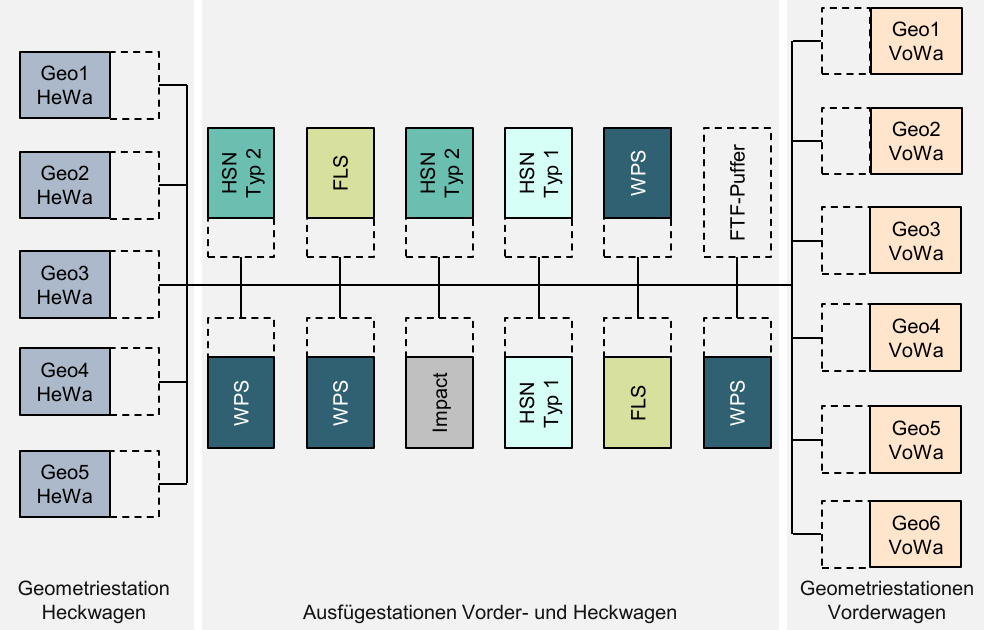 Geo1
HeWa
Geo2
HeWa
Geo3
HeWa
Geo4
HeWa
Geo5
HeWa
Geometriestation
Heckwagen
HSN
Typ 2
FLS
HSN
Typ 2
HSN
Typ 1
WPS
FTF-Puffer
WPS
WPS
Impact
HSN
Typ 1
FLS
WPS
Ausfügestationen Vorder- und Heckwagen
Geo1
VoWa
Geo2
VoWa
Geo3
VoWa
Geo4
VoWa
Geo5
VoWa
Geo6
VoWa
Geometriestationen
Vorderwagen